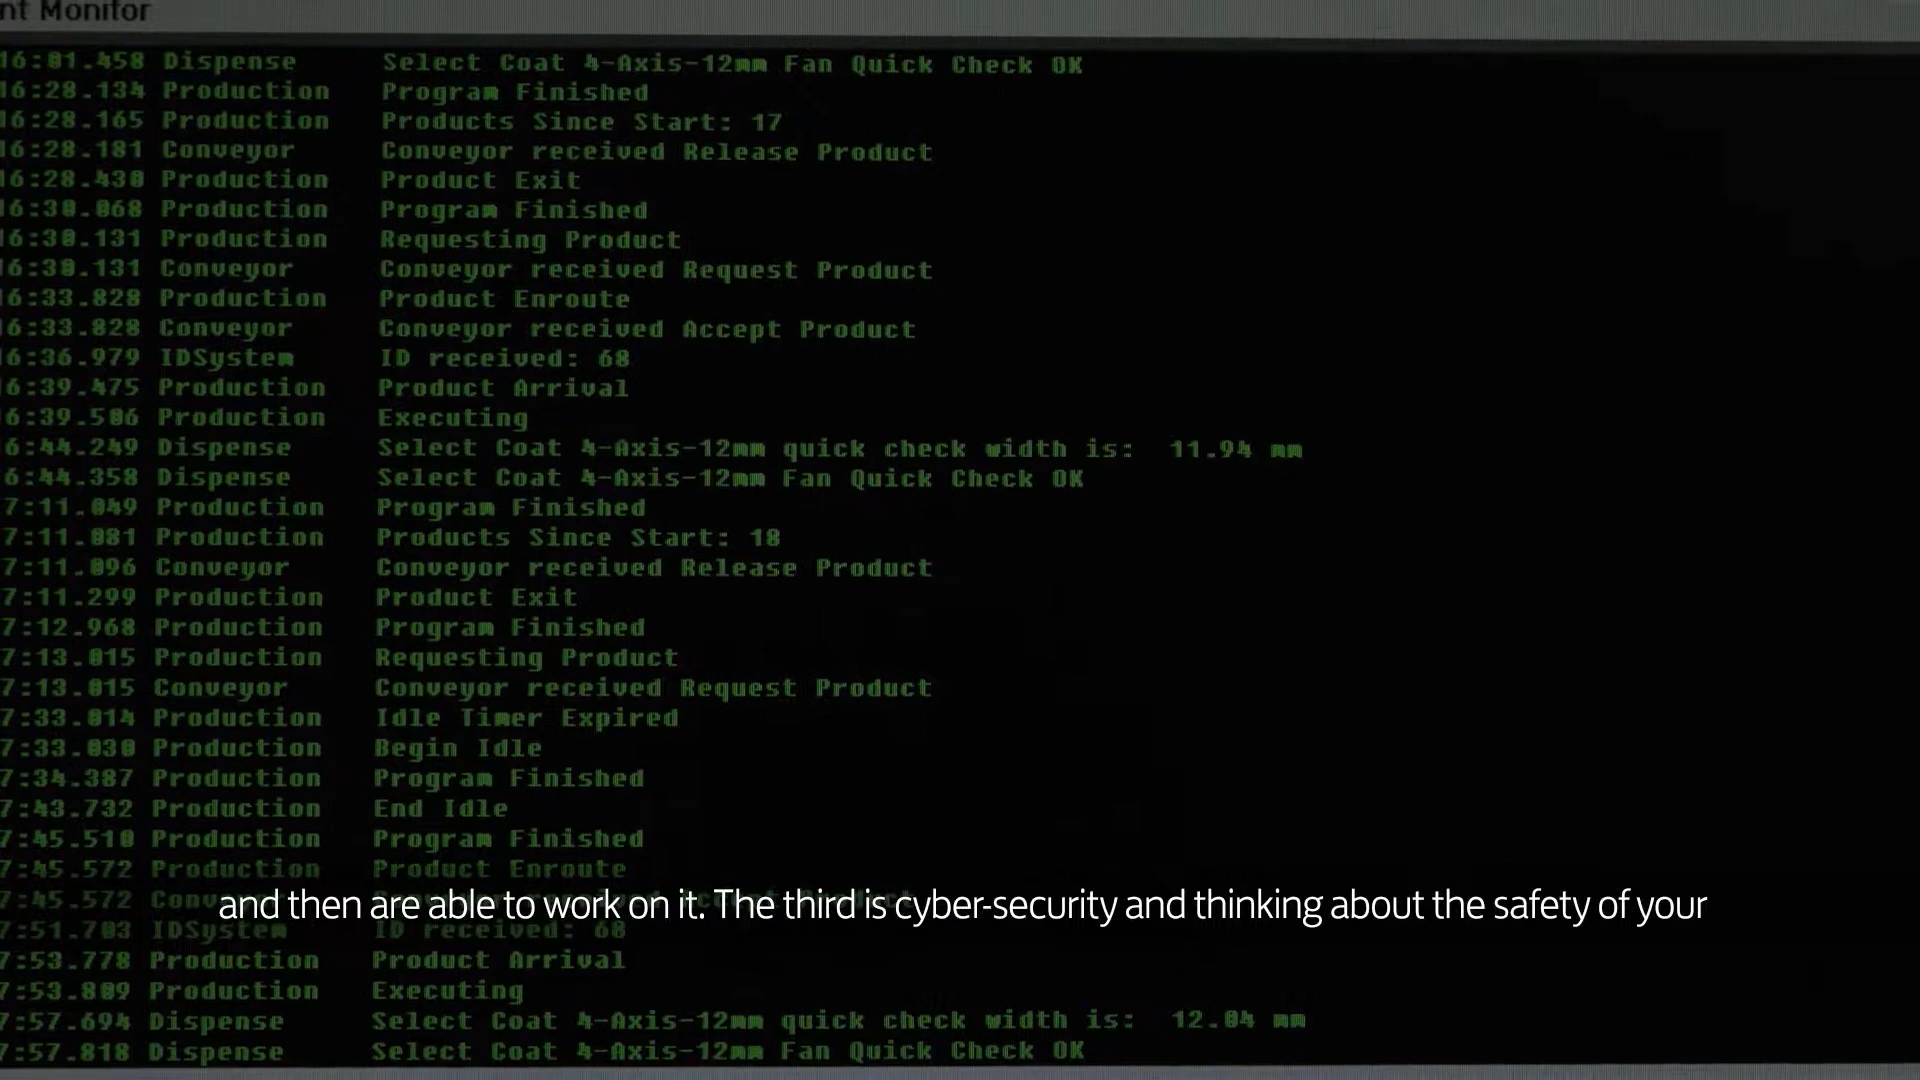 nt Monitor
16:01.458 Dispense Select Coat 4-Axis-12mm Fan Quick Check OK
16:28.134 Production Program Finished
16:28.165 Production Products Since Start: 17
16:28.181 Conveyor Conveyor received Release Product
16:28.430 Production Product Exit
16:30.068 Production Program Finished
16:30.131 Production Requesting Product
16:30.131 Conveyor Conveyor received Request Product
6:33.828 Production Product Enroute
6:33.828 Conveyor Conveyor received Accept Product
6:36.979 IDSystem ID received: 68
6:39.475 Production Product Arrival
6:39.506 Production Executing
6:44.249 Dispense Select Coat 4-Axis-12mm quick check width is: 11.94 mm
6:44.358 Dispense Select Coat 4-Axis-12mm Fan Quick Check OK
7:11.049 Production Program Finished
7:11.081 Production Products Since Start: 18
7:11.096 Conveyor Conveyor received Release Product
7:11.299 Production Product Exit
7:12.968 Production Program Finished
7:13.015 Production Requesting Product
7:13.015 Conveyor Conveyor received Request Product
7:33.014 Production Idle Timer Expired
7:33.030 Production Begin Idle
7:34.387 Production Program Finished
7:43.732 Production End Idle
7:45.510 Production Program Finished
7:45.572 Production Product Enroute
7:45.572
and then are able to work on it. The third is cyber-security and thinking about the safety of your
7:51.703 IDSystem ID received: 68
7:53.778 Production Product Arrival
7:53.809 Production Executing
7:57.694 Dispense Select Coat 4-Axis-12mm quick check width is: 12.04 mm
7:57.818 Dispense Select Coat 4-Axis-12mm Fan Quick Check OK